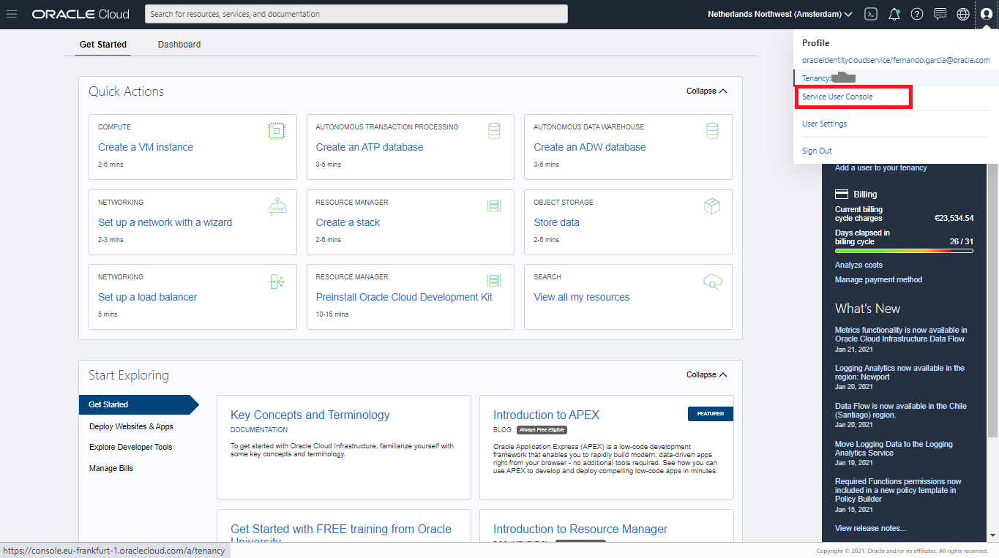 ORACLE Cloud
Search for resources, services, and documentation
Netherlands Northwest (Amsterdam)
Profile
oracleidentitycloudservice/fernando.garcia@oracle.com
Tenancy:
Service User Console
User Settings
Sign Out
Get Started
Dashboard
Quick Actions
Collapse
COMPUTE
Create a VM instance
2-6 mins
AUTONOMOUS TRANSACTION PROCESSING
Create an ATP database
3-5 mins
AUTONOMOUS DATA WAREHOUSE
Create an ADW database
3-5 mins
NETWORKING
Set up a network with a wizard
2-3 mins
RESOURCE MANAGER
Create a stack
2-6 mins
OBJECT STORAGE
Store data
2-6 mins
NETWORKING
Set up a load balancer
5 mins
RESOURCE MANAGER
Preinstall Oracle Cloud Development Kit
10-15 mins
SEARCH
View all my resources
Start Exploring
Collapse
Get Started
Deploy Websites & Apps
Explore Developer Tools
Manage Bills
Key Concepts and Terminology
DOCUMENTATION
To get started with Oracle Cloud Infrastructure, familiarize yourself with
some key concepts and terminology.
Introduction to APEX
FEATURED
BLOG Always Free Eligible
Oracle Application Express (APEX) is a low-code development
framework that enables you to rapidly build modern, data-driven apps
right from your browser - no additional tools required. See how you can
use APEX to develop and deploy compelling low-code apps in minutes.
Get Started with FREE training from Oracle
University
Introduction to Resource Manager
DOCUMENTATION
Add a user to your tenancy
Billing
Current billing
cycle charges
€23,534.54
Days elapsed in
billing cycle
26 / 31
Analyze costs
Manage payment method
What's New
Metrics functionality is now available in
Oracle Cloud Infrastructure Data Flow
Jan 21, 2021
Logging Analytics now available in the
region: Newport
Jan 20, 2021
Data Flow is now available in the Chile
(Santiago) region.
Jan 20, 2021
Move Logging Data to the Logging
Analytics Service
Jan 19, 2021
Required Functions permissions now
included in a new policy template in
Policy Builder
Jan 15, 2021
View release notes...
https://console.eu-frankfurt-1.oraclecloud.com/a/tenancy
Copyright © 2021, Oracle and/or its affiliates. All rights reserved.